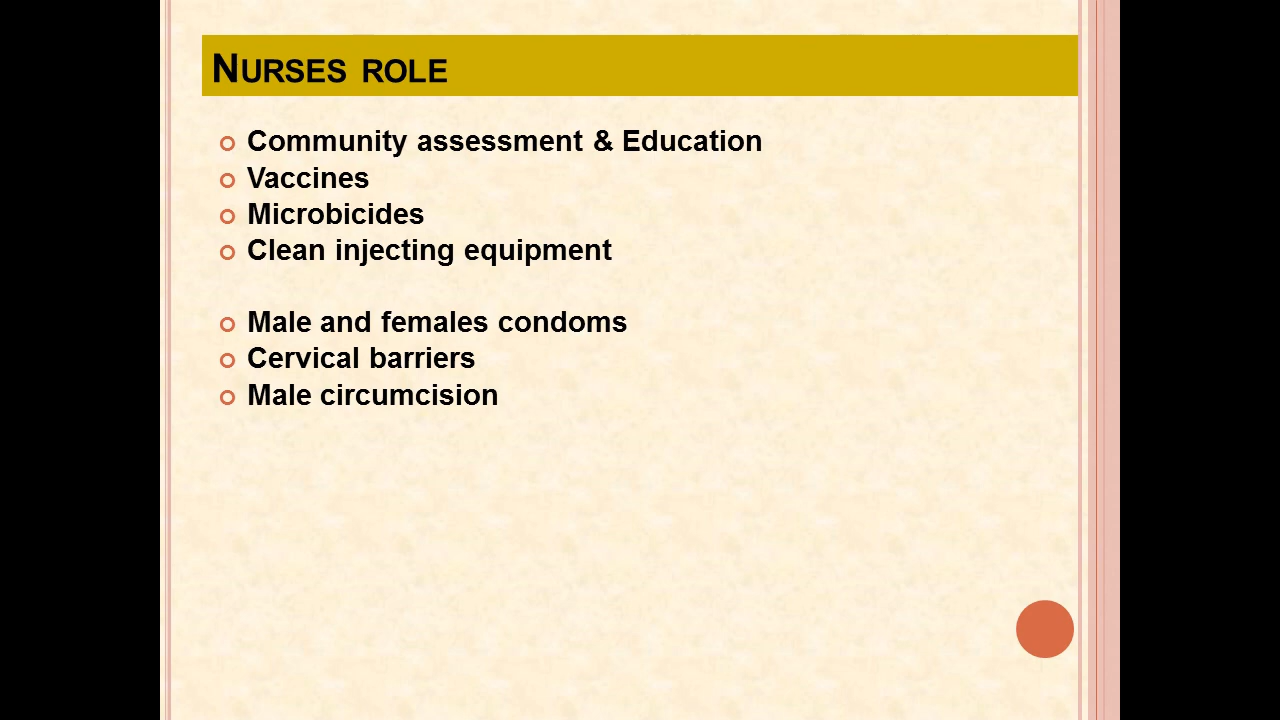 NURSES ROLE
Community assessment & Education
Vaccines
Microbicides
Clean injecting equipment
Male and females condoms
Cervical barriers
Male circumcision